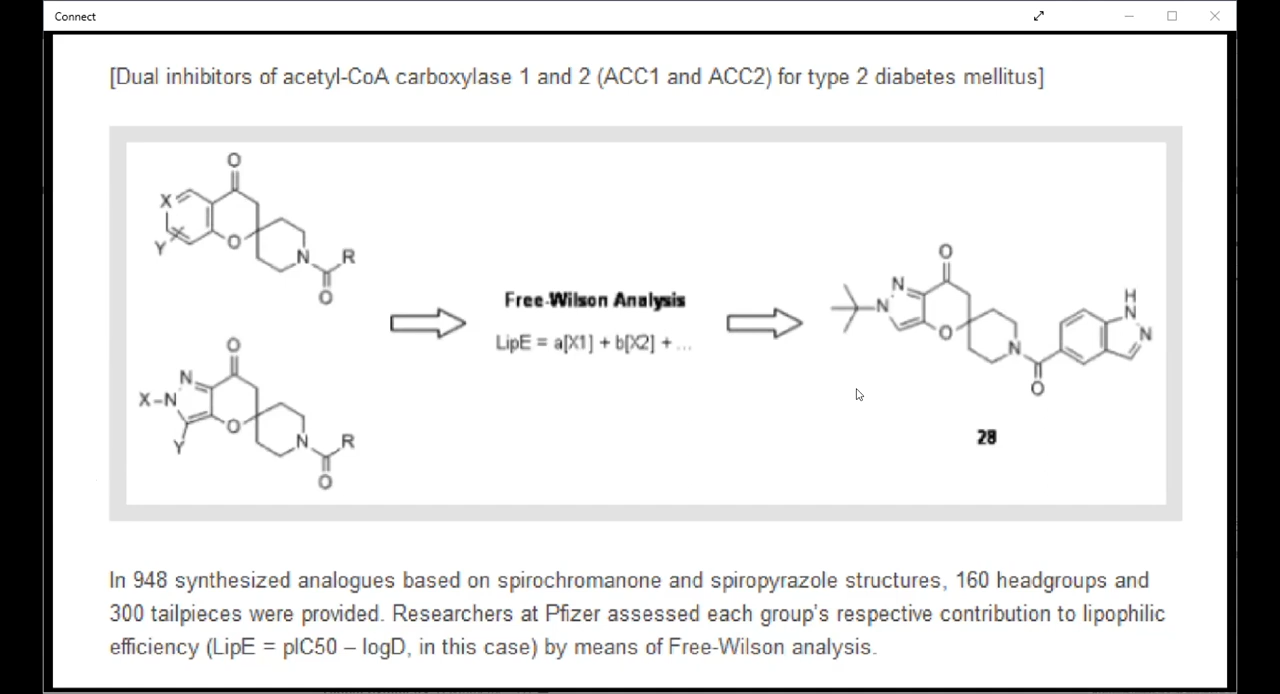 Connect
[Dual inhibitors of acetyl-CoA carboxylase 1 and 2 (ACC1 and ACC2) for type 2 diabetes mellitus]
O
X
Y
O
N
R
O
O
N
X-N
Y
O
N
R
O
Free-Wilson Analysis
LipE = a[X1] + b[X2] + ...
O
N
N
O
N
O
H
N
N
28
In 948 synthesized analogues based on spirochromanone and spiropyrazole structures, 160 headgroups and
300 tailpieces were provided. Researchers at Pfizer assessed each group's respective contribution to lipophilic
efficiency (LipE = pIC50 – logD, in this case) by means of Free-Wilson analysis.